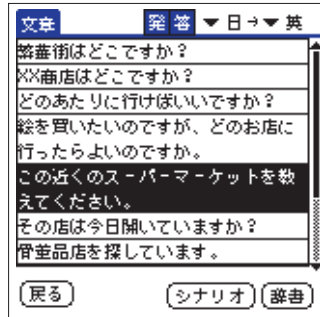 文章 発 答 ▼日→▼英
繁華街はどこですか？
XX商店はどこですか？
どのあたりに行けばいいですか？
絵を買いたいのですが、どのお店に
行ったらよいのですか。
この近くのスーパーマーケットを教
えてください。
その店は今日開いていますか？
骨董品店を探しています。
戻る シナリオ 辞書